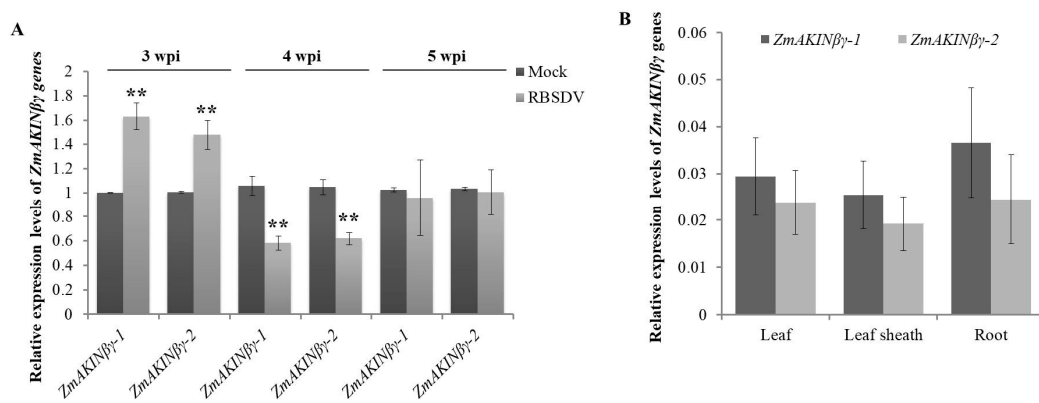 A
Relative expression levels of ZmAKINβγ genes
3 wpi
4 wpi
5 wpi
2
1.8
1.6
1.4
1.2
1
0.8
0.6
0.4
0.2
0
**
**
**
**
Mock
RBSDV
ZmAKINβγ-1
ZmAKINβγ-2
ZmAKINβγ-1
ZmAKINβγ-2
ZmAKINβγ-1
ZmAKINβγ-2
B
Relative expression levels of ZmAKINβγ genes
0.06
0.05
0.04
0.03
0.02
0.01
0
ZmAKINβγ-1
ZmAKINβγ-2
Leaf
Leaf sheath
Root